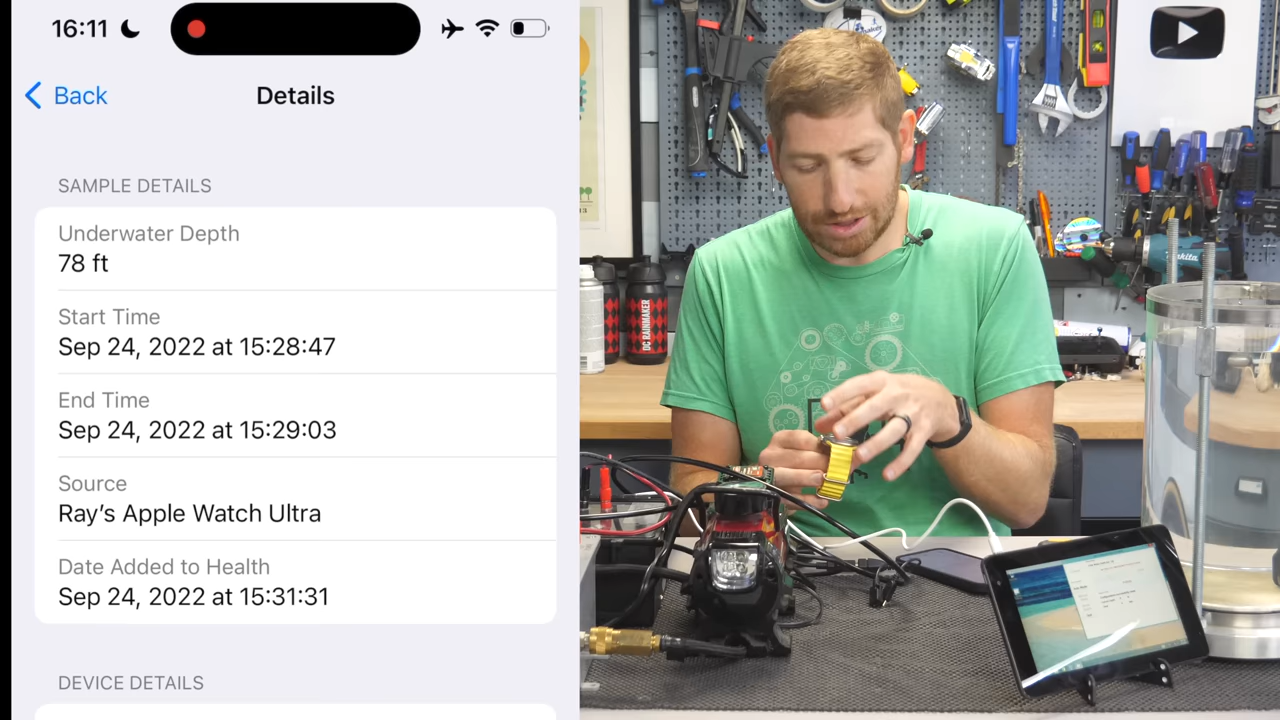 16:11
Back
Details
SAMPLE DETAILS
Underwater Depth
78 ft
Start Time
Sep 24, 2022 at 15:28:47
End Time
Sep 24, 2022 at 15:29:03
Source
Ray's Apple Watch Ultra
Date Added to Health
Sep 24, 2022 at 15:31:31
DEVICE DETAILS
DC RAINMAKER
makita